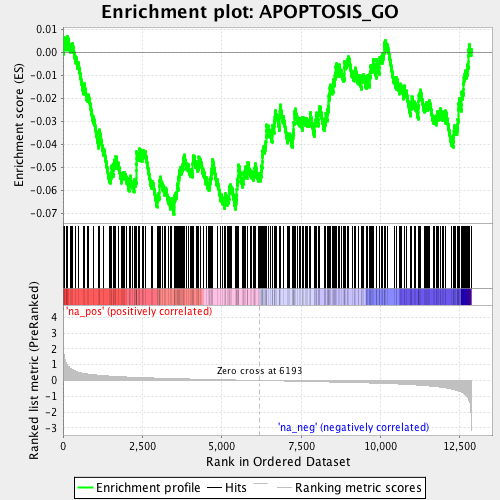 Enrichment plot: APOPTOSIS_GO
Enrichment score (ES)
0.01
0.00
-0.01
-0.02
-0.03
-0.04
-0.05
-0.06
-0.07
'na_pos' (positively correlated)
Ranked list metric (PreRanked)
4
3
2
1
0
-1
-2
-3
Zero cross at 6193
'na_neg' (negatively correlated)
0
2,500
5,000
7,500
10,000
12,500
Rank in Ordered Dataset
Enrichment profile
Hits
Ranking metric scores